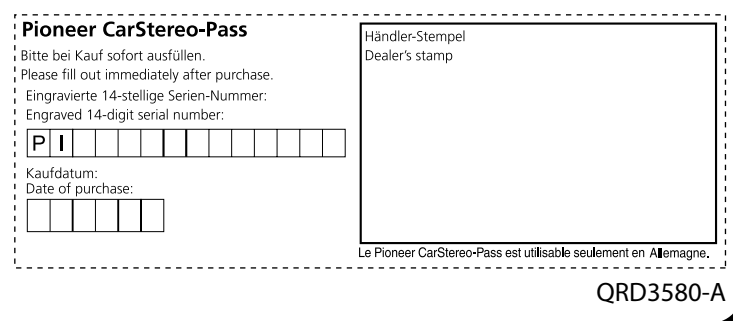 Pioneer CarStereo-Pass
Bitte bei Kauf sofort ausfüllen.
Please fill out immediately after purchase.
Eingravierte 14-stellige Serien-Nummer:
Engraved 14-digit serial number:
P I
Kaufdatum:
Date of purchase:
Händler-Stempel
Dealer's stamp
Le Pioneer CarStereo-Pass est utilisable seulement en Allemagne.
QRD3580-A